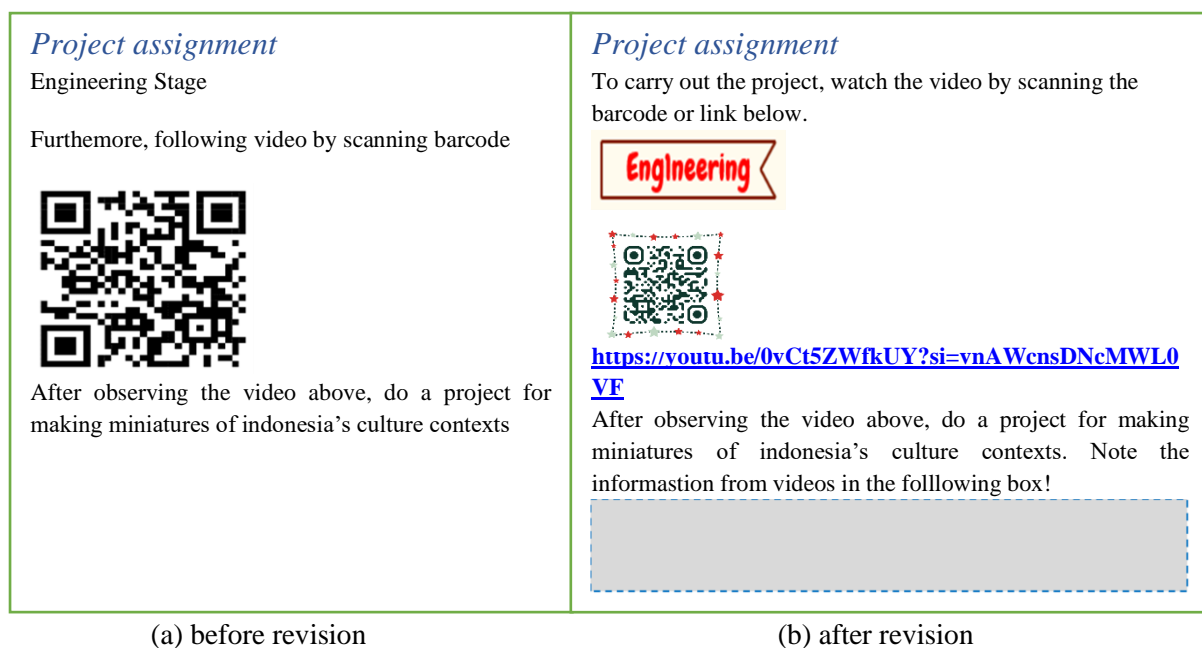 Project assignment
Engineering Stage
Furthemore, following video by scanning barcode
After observing the video above, do a project for
making miniatures of indonesia's culture contexts
(a) before revision
Project assignment
To carry out the project, watch the video by scanning the
barcode or link below.
EngIneering
https://youtu.be/0vCt5ZWfkUY?si=vnAWcnsDNcMWL0
VF
After observing the video above, do a project for making
miniatures of indonesia's culture contexts. Note the
informastion from videos in the folllowing box!
(b) after revision